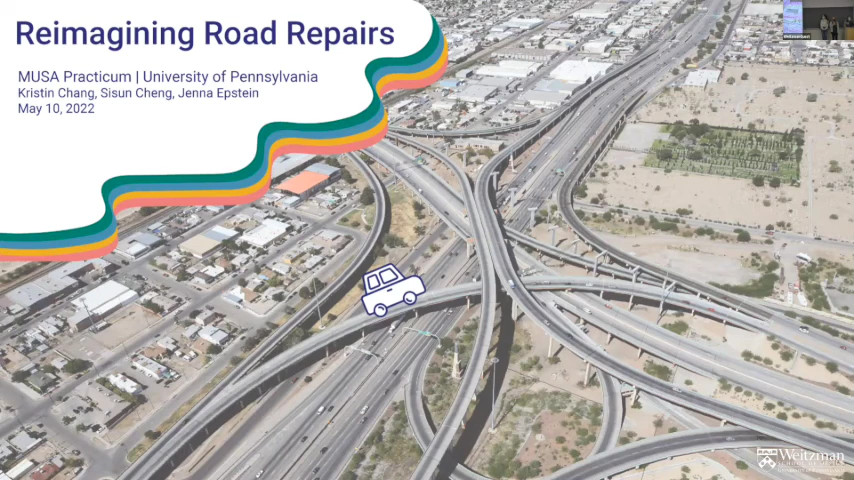 Reimagining Road Repairs
MUSA Practicum | University of Pennsylvania
Kristin Chang, Sisun Cheng, Jenna Epstein
May 10, 2022
Weitzman